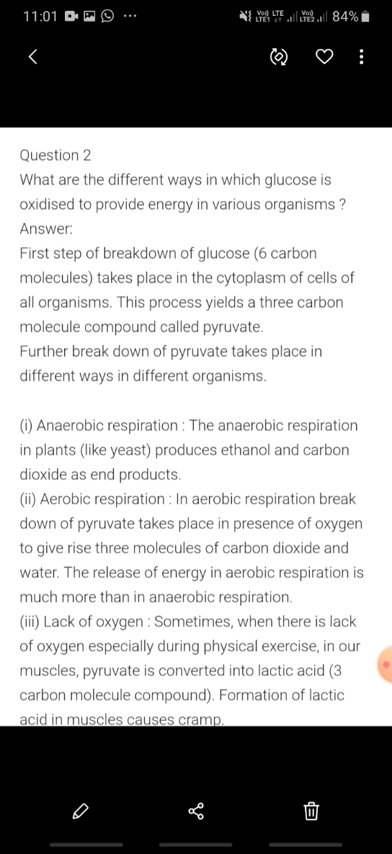 11:01
84%
Question 2
What are the different ways in which glucose is
oxidised to provide energy in various organisms ?
Answer:
First step of breakdown of glucose (6 carbon
molecules) takes place in the cytoplasm of cells of
all organisms. This process yields a three carbon
molecule compound called pyruvate.
Further break down of pyruvate takes place in
different ways in different organisms.
(i) Anaerobic respiration : The anaerobic respiration
in plants (like yeast) produces ethanol and carbon
dioxide as end products.
(ii) Aerobic respiration : In aerobic respiration break
down of pyruvate takes place in presence of oxygen
to give rise three molecules of carbon dioxide and
water. The release of energy in aerobic respiration is
much more than in anaerobic respiration.
(iii) Lack of oxygen : Sometimes, when there is lack
of oxygen especially during physical exercise, in our
muscles, pyruvate is converted into lactic acid (3
carbon molecule compound). Formation of lactic
acid in muscles causes cramp.